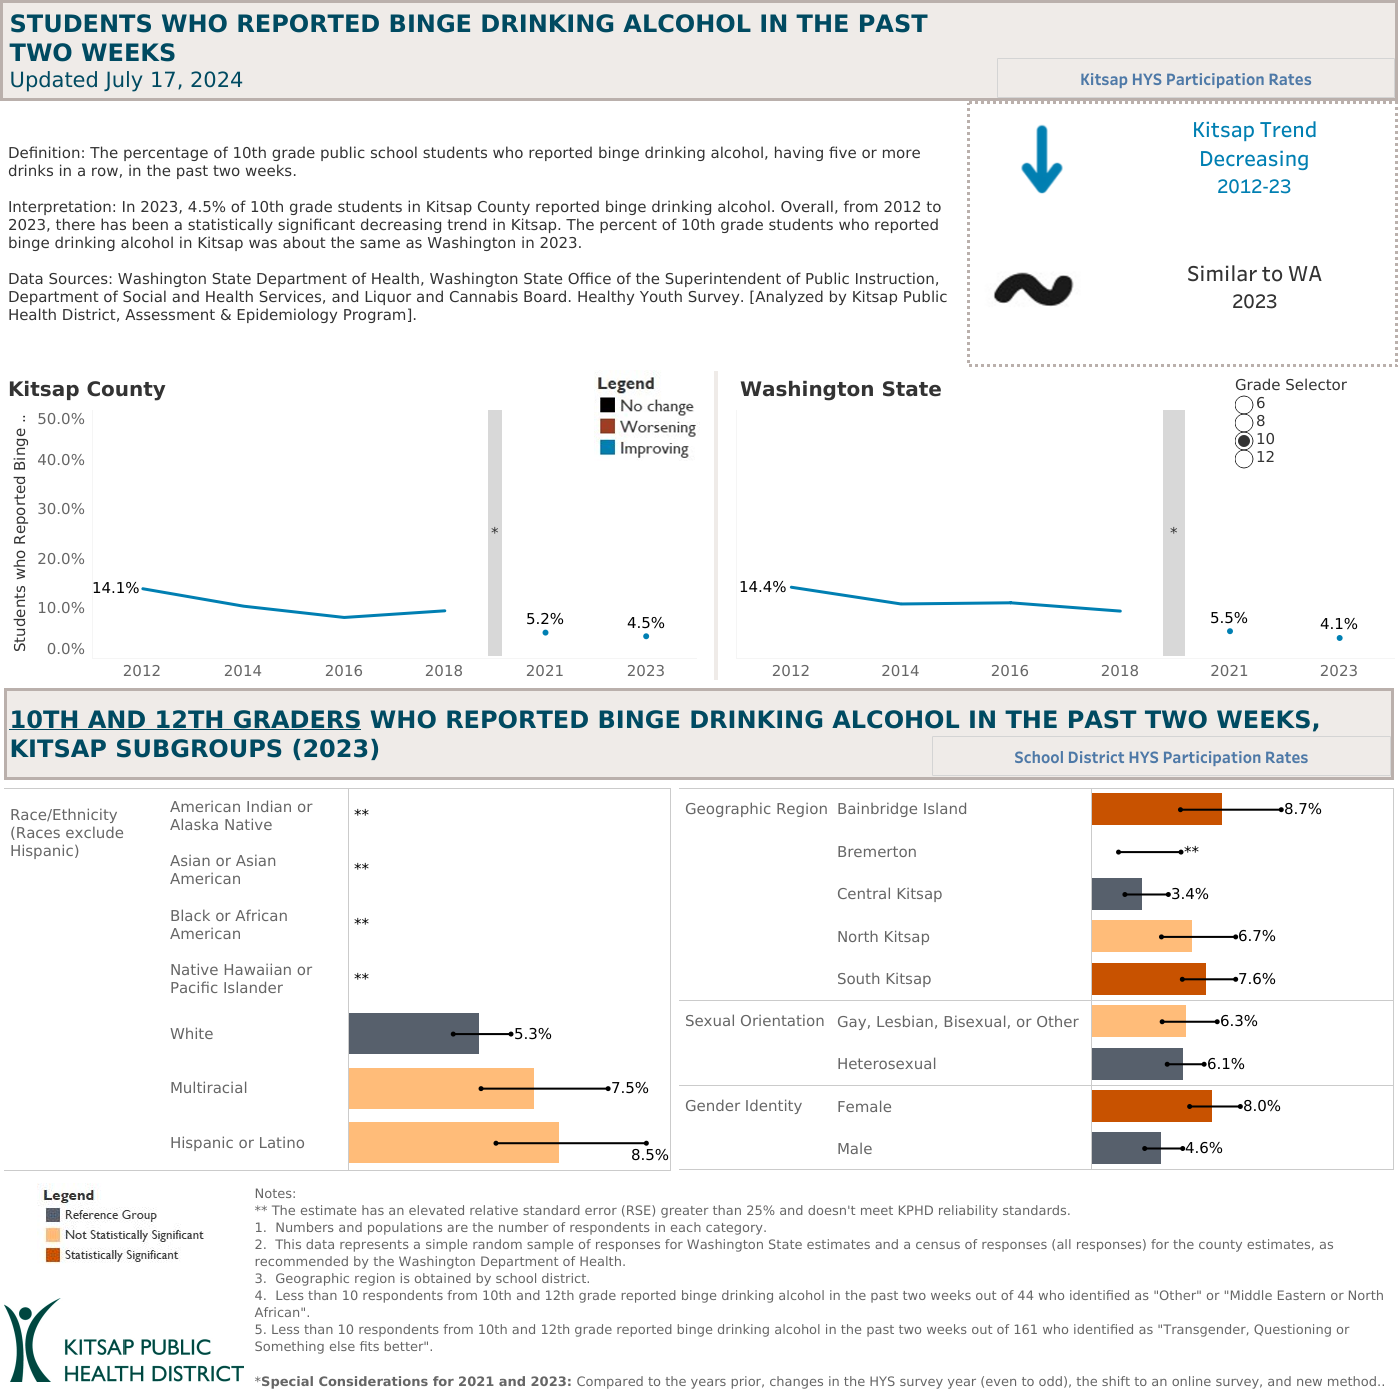 STUDENTS WHO REPORTED BINGE DRINKING ALCOHOL IN THE PAST
TWO WEEKS
Updated July 17, 2024
Kitsap HYS Participation Rates
Definition: The percentage of 10th grade public school students who reported binge drinking alcohol, having five or more
drinks in a row, in the past two weeks.
Interpretation: In 2023, 4.5% of 10th grade students in Kitsap County reported binge drinking alcohol. Overall, from 2012 to
2023, there has been a statistically significant decreasing trend in Kitsap. The percent of 10th grade students who reported
binge drinking alcohol in Kitsap was about the same as Washington in 2023.
Data Sources: Washington State Department of Health, Washington State Office of the Superintendent of Public Instruction,
Department of Social and Health Services, and Liquor and Cannabis Board. Healthy Youth Survey. [Analyzed by Kitsap Public
Health District, Assessment & Epidemiology Program].
Kitsap Trend
Decreasing
2012-23
Similar to WA
2023
Kitsap County
Legend
No change
Worsening
Improving
Students who Reported Binge ..
50.0%
40.0%
30.0%
20.0%
10.0%
0.0%
14.1%
*
5.2%
4.5%
2012 2014 2016 2018 2021 2023
Washington State
Grade Selector
6
8
10
12
14.4%
*
5.5%
4.1%
2012 2014 2016 2018 2021 2023
10TH AND 12TH GRADERS WHO REPORTED BINGE DRINKING ALCOHOL IN THE PAST TWO WEEKS,
KITSAP SUBGROUPS (2023)
School District HYS Participation Rates
Race/Ethnicity
(Races exclude
Hispanic)
American Indian or
Alaska Native
**
Asian or Asian
American
**
Black or African
American
**
Native Hawaiian or
Pacific Islander
**
White 5.3%
Multiracial 7.5%
Hispanic or Latino 8.5%
Geographic Region Bainbridge Island 8.7%
Bremerton **
Central Kitsap 3.4%
North Kitsap 6.7%
South Kitsap 7.6%
Sexual Orientation Gay, Lesbian, Bisexual, or Other 6.3%
Heterosexual 6.1%
Gender Identity Female 8.0%
Male 4.6%
Legend
Reference Group
Not Statistically Significant
Statistically Significant
KITSAP PUBLIC
HEALTH DISTRICT
Notes:
** The estimate has an elevated relative standard error (RSE) greater than 25% and doesn't meet KPHD reliability standards.
1. Numbers and populations are the number of respondents in each category.
2. This data represents a simple random sample of responses for Washington State estimates and a census of responses (all responses) for the county estimates, as
recommended by the Washington Department of Health.
3. Geographic region is obtained by school district.
4. Less than 10 respondents from 10th and 12th grade reported binge drinking alcohol in the past two weeks out of 44 who identified as "Other" or "Middle Eastern or North
African".
5. Less than 10 respondents from 10th and 12th grade reported binge drinking alcohol in the past two weeks out of 161 who identified as "Transgender, Questioning or
Something else fits better".
*Special Considerations for 2021 and 2023: Compared to the years prior, changes in the HYS survey year (even to odd), the shift to an online survey, and new method..